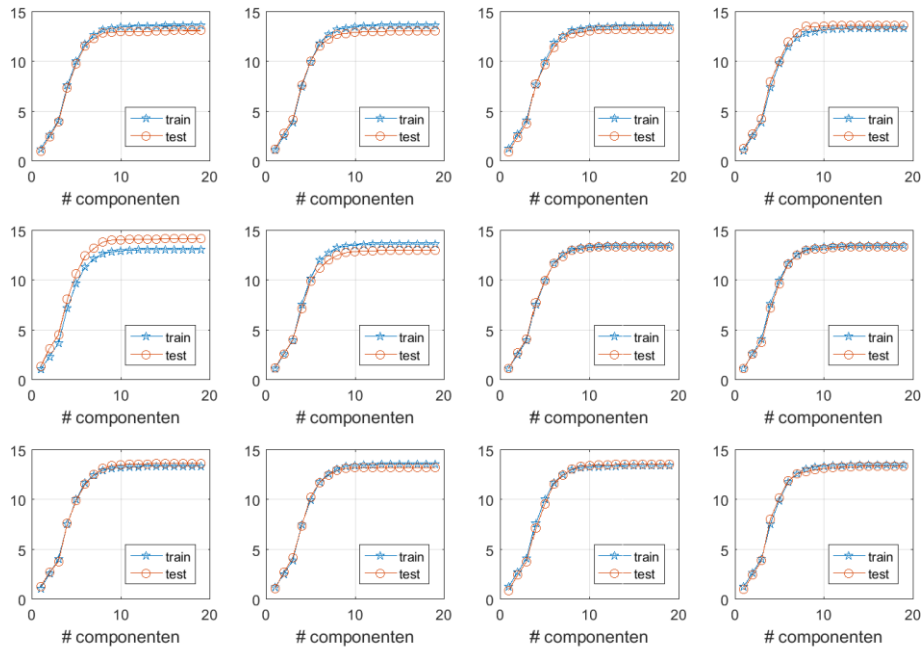 15 15 15 15
10 10 10 10
5 5 5 5
train train train train
test test test test
0 0 0 0
0 10 20 0 10 20 0 10 20 0 10 20
# componenten # componenten # componenten # componenten
15 15 15 15
10 10 10 10
5 5 5 5
train train train train
test test test test
0 0 0 0
0 10 20 0 10 20 0 10 20 0 10 20
# componenten # componenten # componenten # componenten
15 15 15 15
10 10 10 10
5 5 5 5
train train train train
test test test test
0 0 0 0
0 10 20 0 10 20 0 10 20 0 10 20
# componenten # componenten # componenten # componenten